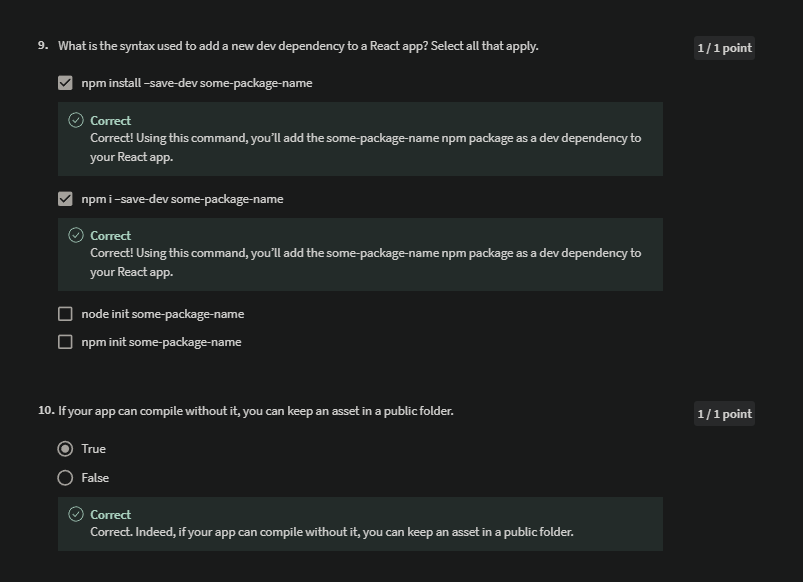 9. What is the syntax used to add a new dev dependency to a React app? Select all that apply.
1 / 1 point
npm install –save-dev some-package-name
Correct
Correct! Using this command, you’ll add the some-package-name npm package as a dev dependency to
your React app.
npm i –save-dev some-package-name
Correct
Correct! Using this command, you’ll add the some-package-name npm package as a dev dependency to
your React app.
node init some-package-name
npm init some-package-name
10. If your app can compile without it, you can keep an asset in a public folder.
1 / 1 point
True
False
Correct
Correct. Indeed, if your app can compile without it, you can keep an asset in a public folder.